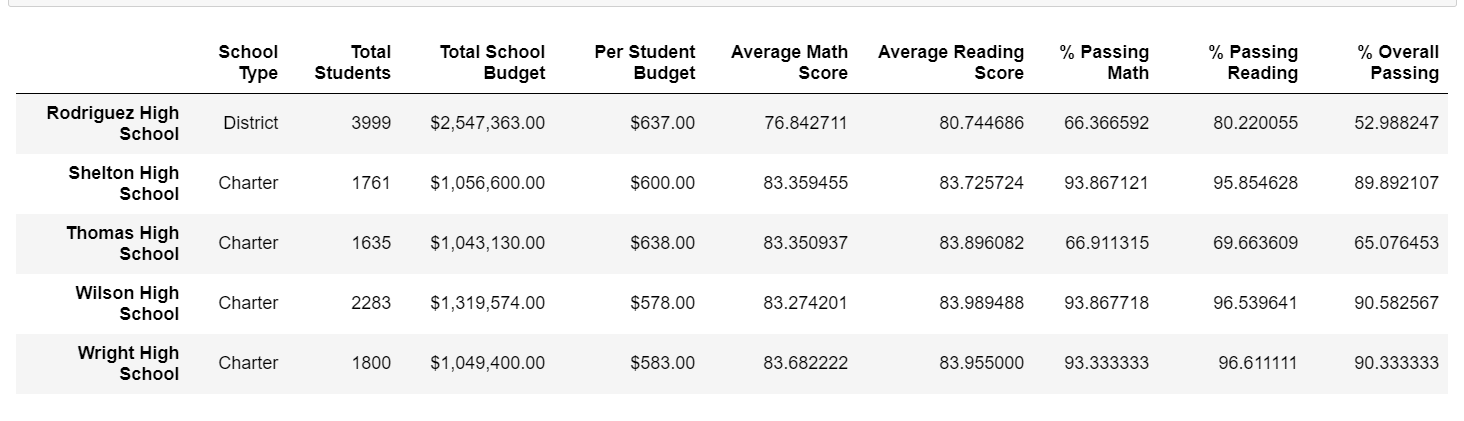 School Type Total Students Total School Budget Per Student Budget Average Math Score Average Reading Score % Passing Math % Passing Reading % Overall Passing
Rodriguez High School District 3999 $2,547,363.00 $637.00 76.842711 80.744686 66.366592 80.220055 52.988247
Shelton High School Charter 1761 $1,056,600.00 $600.00 83.359455 83.725724 93.867121 95.854628 89.892107
Thomas High School Charter 1635 $1,043,130.00 $638.00 83.350937 83.896082 66.911315 69.663609 65.076453
Wilson High School Charter 2283 $1,319,574.00 $578.00 83.274201 83.989488 93.867718 96.539641 90.582567
Wright High School Charter 1800 $1,049,400.00 $583.00 83.682222 83.955000 93.333333 96.611111 90.333333